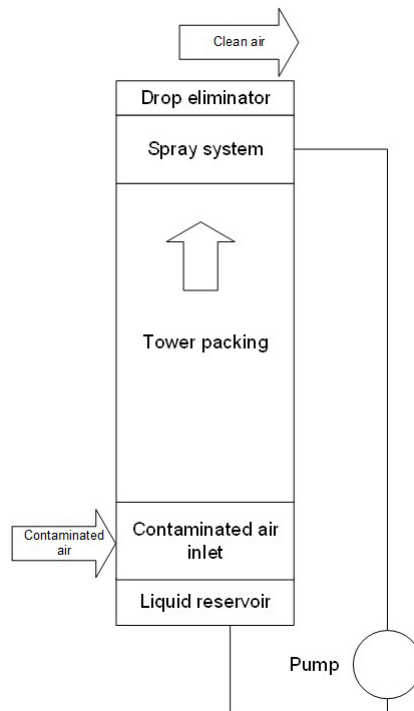 Clean air
Drop eliminator
Spray system
Tower packing
Contaminated
air
Contaminated air
inlet
Liquid reservoir
Pump